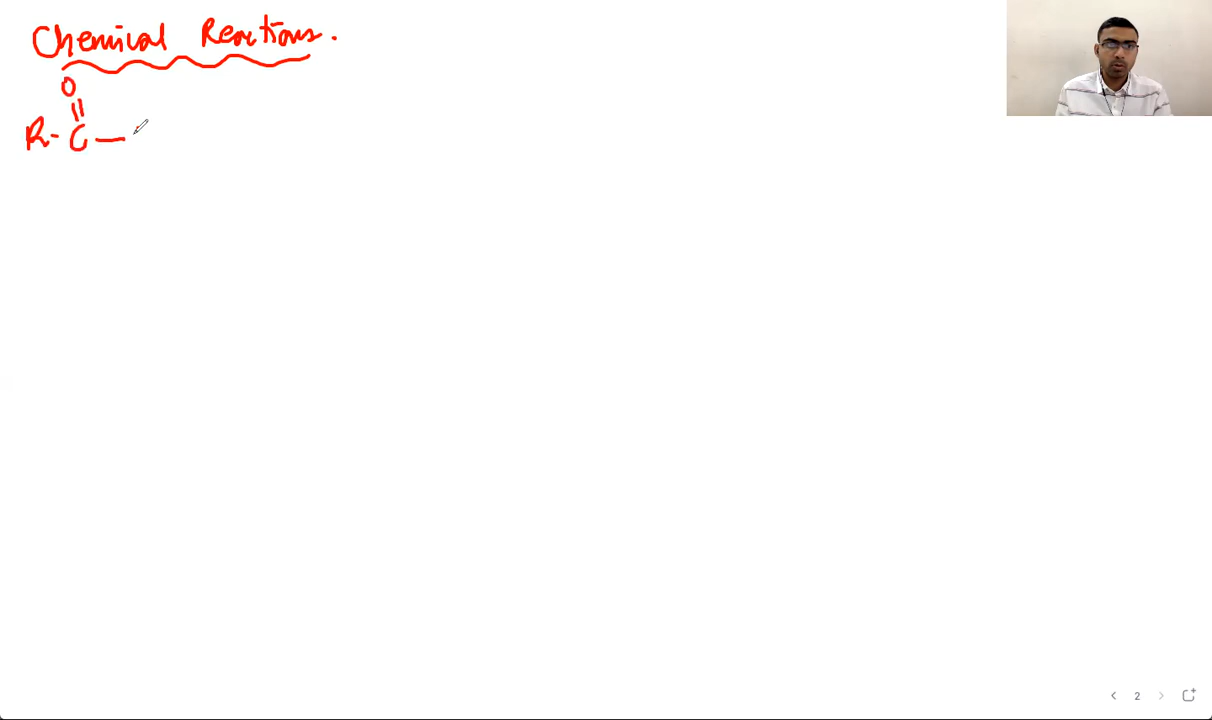 Chemical Reactions.
O
||
R-C—
2